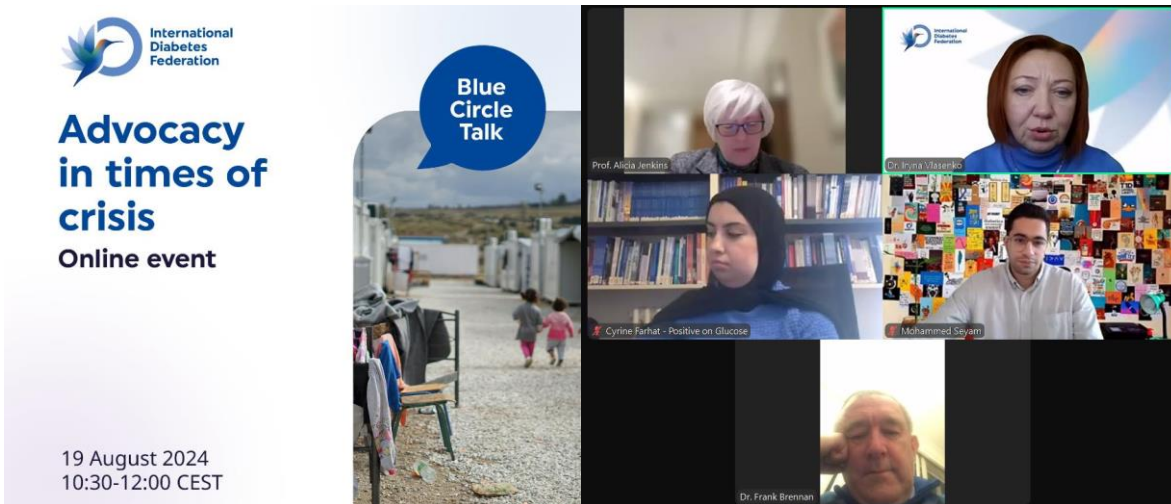 International
Diabetes
Federation
Advocacy
in times of
crisis
Online event
Blue
Circle
Talk
19 August 2024
10:30-12:00 CEST
Prof. Alicia Jenkins
International
Diabetes
Federation
Dr. Iryna Vlasenko
Cyrine Farhat - Positive on Glucose
Mohammed Seyam
Dr. Frank Brennan